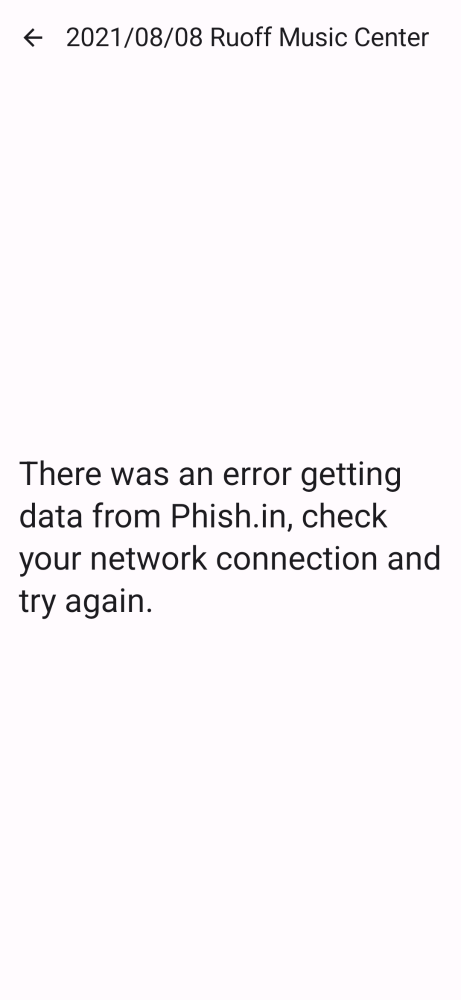 2021/08/08 Ruoff Music Center
There was an error getting
data from Phish.in, check
your network connection and
try again.